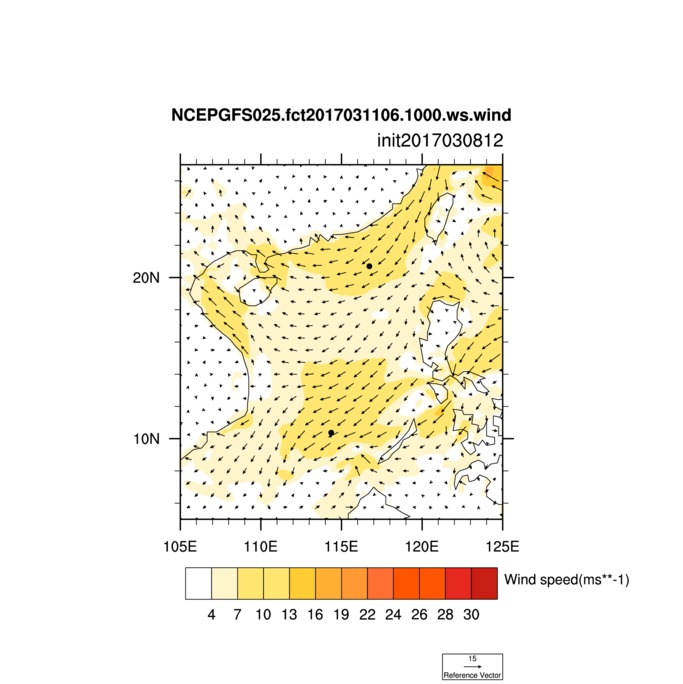 NCEPGFS025.fct2017031106.1000.ws.wind
init2017030812
20N
10N
105E 110E 115E 120E 125E
Wind speed(ms**-1)
4 7 10 13 16 19 22 24 26 28 30
15
Reference Vector